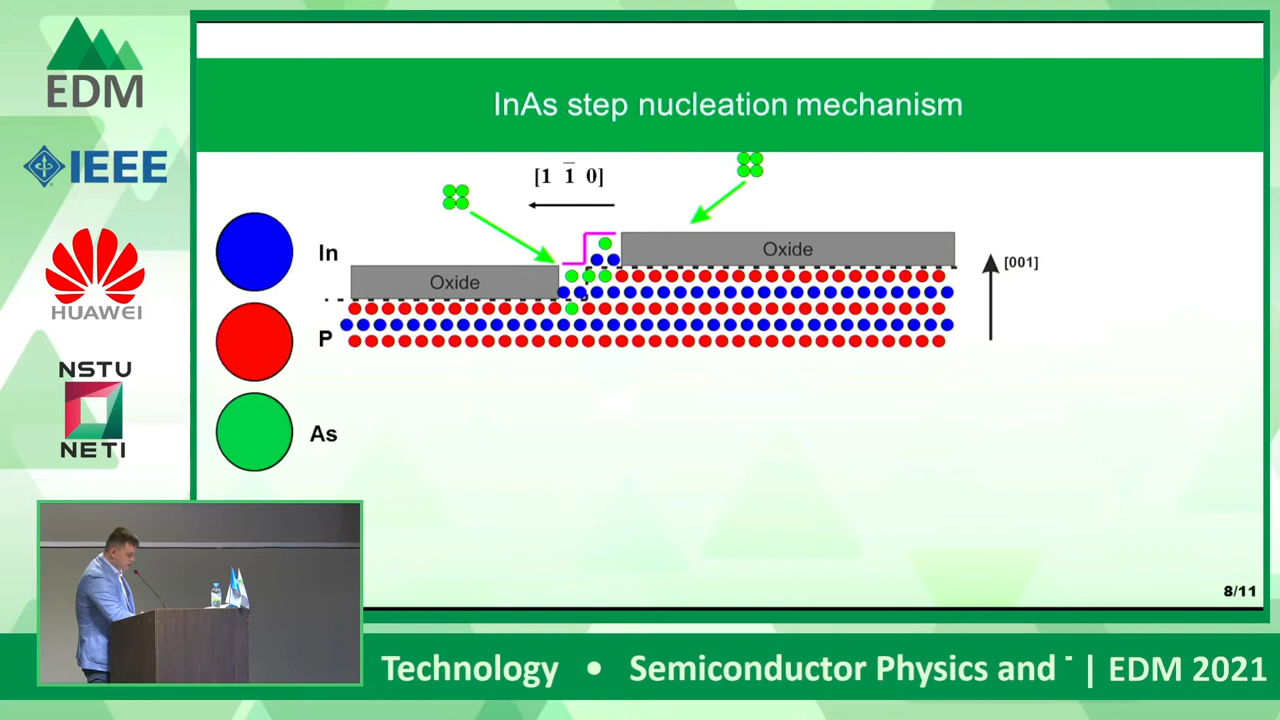 EDM
IEEE
HUAWEI
NSTU
NETI
InAs step nucleation mechanism
[1 1̅ 0]
In
P
As
Oxide
Oxide
[001]
8/11
Technology • Semiconductor Physics and | EDM 2021